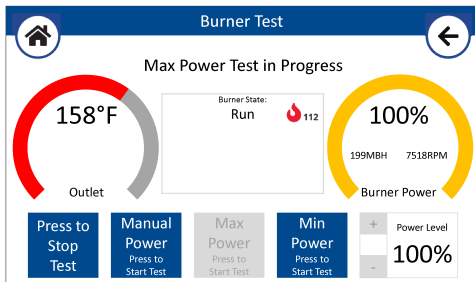 Burner Test
Max Power Test in Progress
158°F
Outlet
Burner State:
Run
112
100%
199MBH 7518RPM
Burner Power
Press to
Stop
Test
Manual
Power
Press to
Start Test
Max
Power
Press to
Start Test
Min
Power
Press to
Start Test
+
-
Power Level
100%